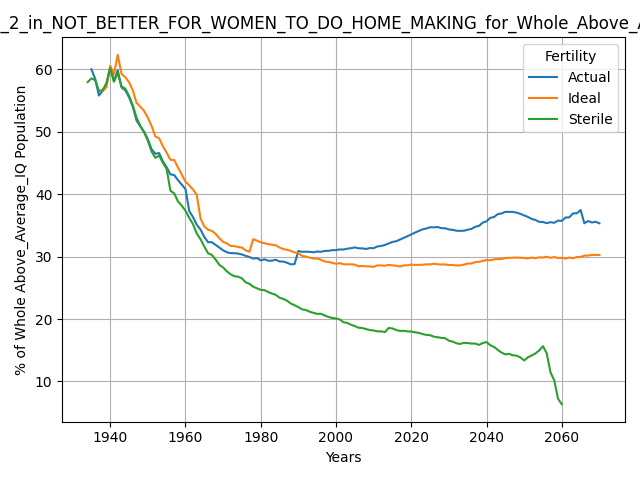 _2_in_NOT_BETTER_FOR_WOMEN_TO_DO_HOME_MAKING_for_Whole_Above_A
Fertility
Actual
Ideal
Sterile
% of Whole Above_Average_IQ Population
60
50
40
30
20
10
1940 1960 1980 2000 2020 2040 2060
Years